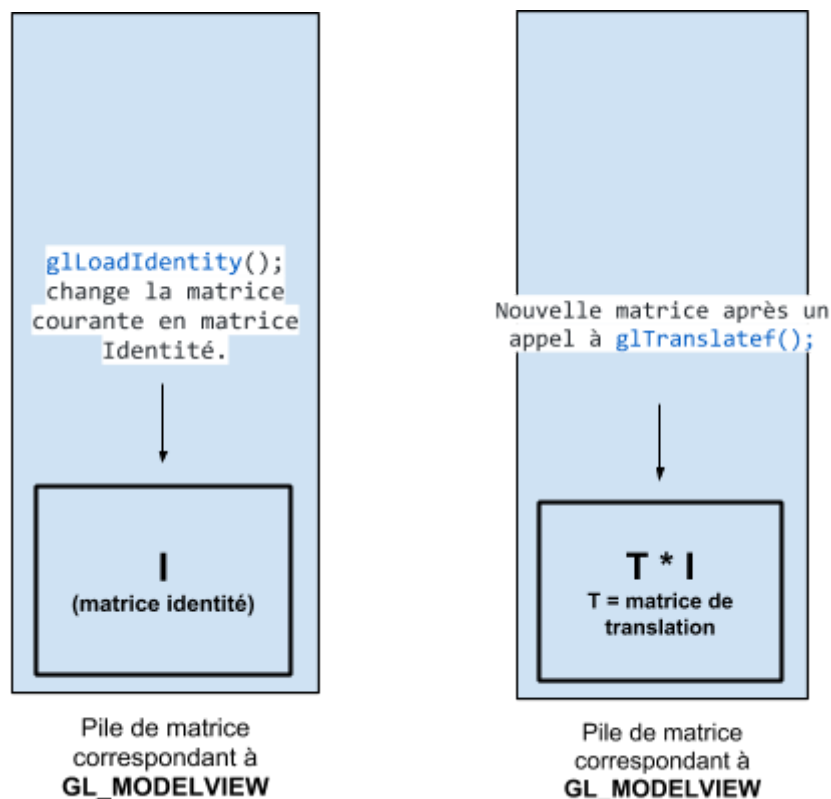 glLoadIdentity();
change la matrice
courante en matrice
Identité.
I
(matrice identité)
Pile de matrice
correspondant à
GL_MODELVIEW
Nouvelle matrice après un
appel à glTranslatef();
T * I
T = matrice de
translation
Pile de matrice
correspondant à
GL_MODELVIEW